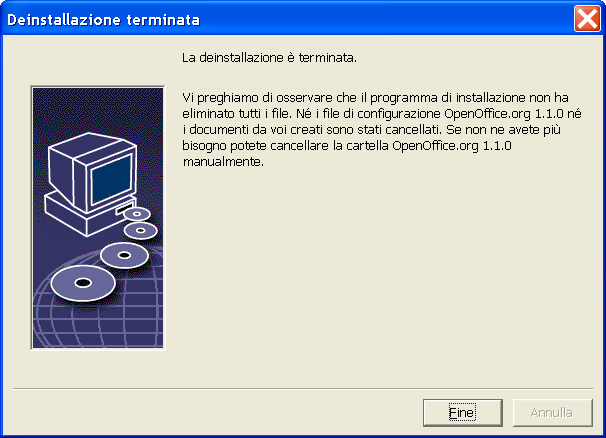 Deinstallazione terminata
La deinstallazione è terminata.
Vi preghiamo di osservare che il programma di installazione non ha
eliminato tutti i file. Né i file di configurazione OpenOffice.org 1.1.0 né
i documenti da voi creati sono stati cancellati. Se non ne avete più
bisogno potete cancellare la cartella OpenOffice.org 1.1.0
manualmente.
Fine
Annulla